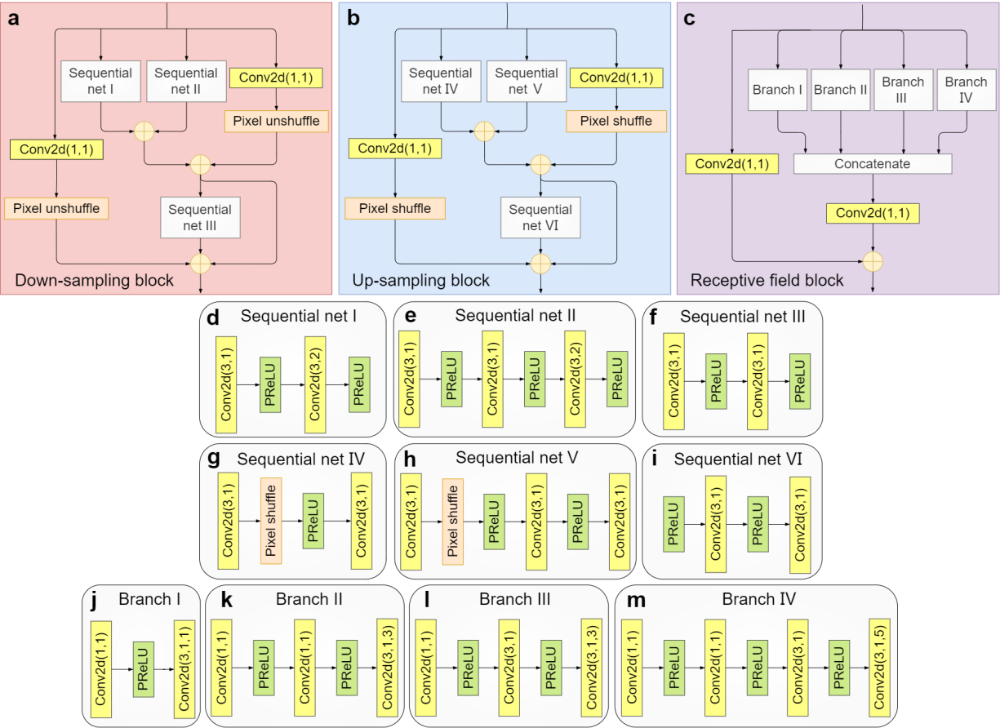 a
Sequential
net I
Sequential
net II
Conv2d(1,1)
Pixel unshuffle
Conv2d(1,1)
Pixel unshuffle
Sequential
net III
Down-sampling block
b
Sequential
net IV
Sequential
net V
Conv2d(1,1)
Pixel shuffle
Conv2d(1,1)
Pixel shuffle
Sequential
net VI
Up-sampling block
c
Branch I
Branch II
Branch
III
Branch
IV
Conv2d(1,1)
Concatenate
Conv2d(1,1)
Receptive field block
d
Sequential net I
Conv2d(3,1)
PReLU
Conv2d(3,2)
PReLU
e
Sequential net II
Conv2d(3,1)
PReLU
Conv2d(3,1)
PReLU
Conv2d(3,2)
PReLU
f
Sequential net III
Conv2d(3,1)
PReLU
Conv2d(3,1)
PReLU
g
Sequential net IV
Conv2d(3,1)
Pixel shuffle
PReLU
Conv2d(3,1)
h
Sequential net V
Conv2d(3,1)
Pixel shuffle
PReLU
Conv2d(3,1)
PReLU
Conv2d(3,1)
i
Sequential net VI
PReLU
Conv2d(3,1)
PReLU
Conv2d(3,1)
j
Branch I
Conv2d(1,1)
PReLU
Conv2d(3,1,1)
k
Branch II
Conv2d(1,1)
PReLU
Conv2d(1,1)
PReLU
Conv2d(3,1,3)
l
Branch III
Conv2d(1,1)
PReLU
Conv2d(3,1)
PReLU
Conv2d(3,1,3)
m
Branch IV
Conv2d(1,1)
PReLU
Conv2d(1,1)
PReLU
Conv2d(3,1)
PReLU
Conv2d(3,1,5)